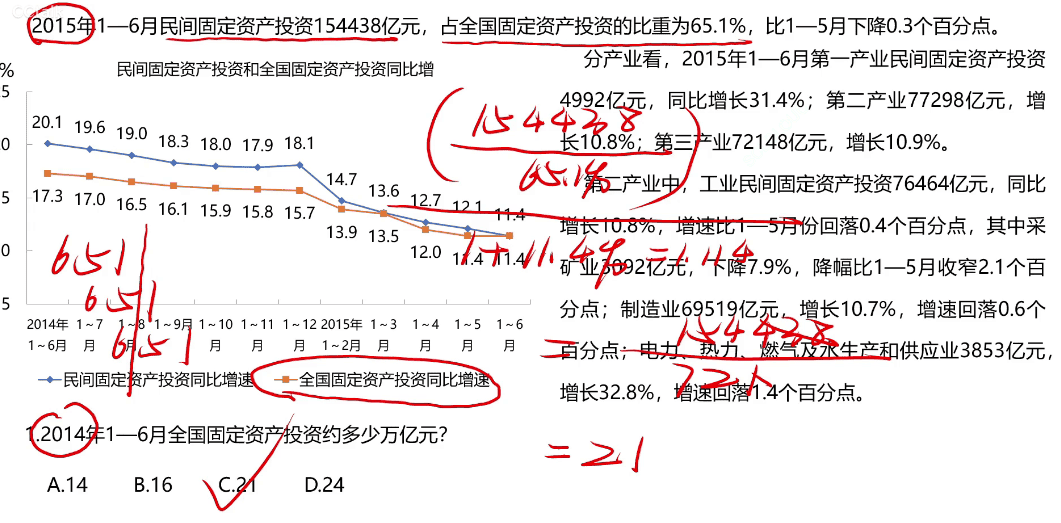 2015年1—6月民间固定资产投资154438亿元，占全国固定资产投资的比重为65.1%，比1—5月下降0.3个百分点。
%
民间固定资产投资和全国固定资产投资同比增
5
0
5
0
5
20.1 19.6 19.0 18.3 18.0 17.9 18.1 14.7 13.6 12.7 12.1 11.4
17.3 17.0 16.5 16.1 15.9 15.8 15.7 13.9 13.5 12.0 11.4 11.4
2014年 1~7 1~8 1~9月 1~10 1~11 1~12 2015年 1~3 1~4 1~5 1~6
1~6月 月 月 月 月 月 1~2月 月 月 月 月
民间固定资产投资同比增速 全国固定资产投资同比增速
分产业看，2015年1—6月第一产业民间固定资产投资
4992亿元，同比增长31.4%；第二产业77298亿元，增
长10.8%；第三产业72148亿元，增长10.9%。
第二产业中，工业民间固定资产投资76464亿元，同比
增长10.8%，增速比1—5月份回落0.4个百分点，其中采
矿业3092亿元，下降7.9%，降幅比1—5月收窄2.1个百
分点；制造业69519亿元，增长10.7%，增速回落0.6个
百分点；电力、热力、燃气及水生产和供应业3853亿元，
增长32.8%，增速回落1.4个百分点。
154438
65.1%
1+11.4%=1.114
651
651
651
=
154438
72.1
=2.1
1.2014年1—6月全国固定资产投资约多少万亿元？
A.14 B.16 C.21 D.24